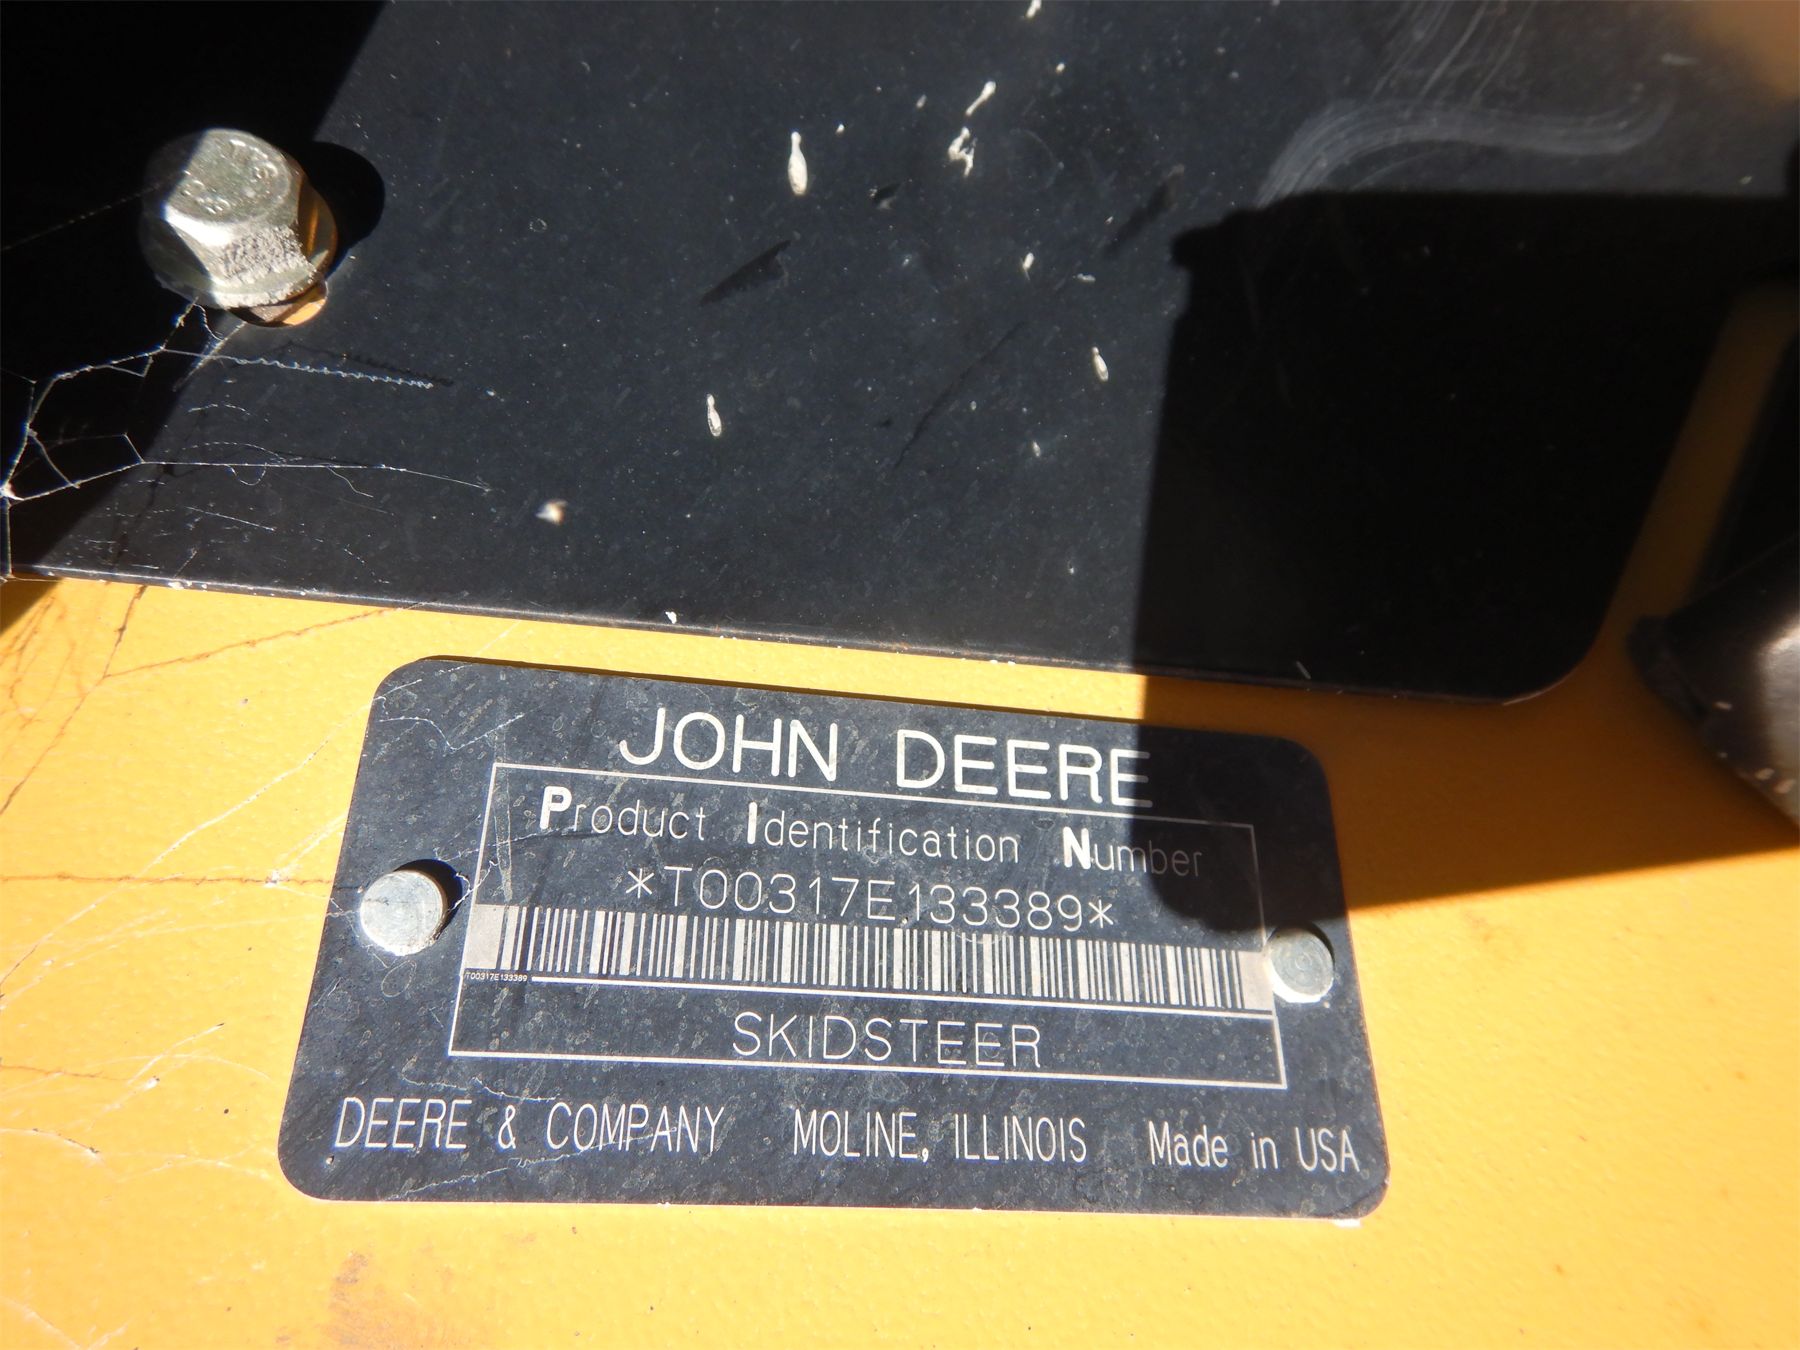 JOHN DEERE
Product Identification Number
*T00317E133389*
T00317E133389
SKIDSTEER
DEERE & COMPANY MOLINE, ILLINOIS Made in USA